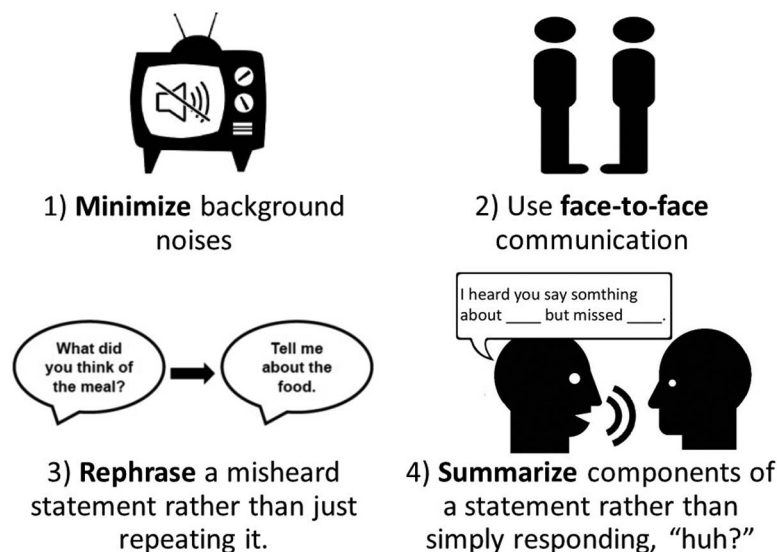 1) Minimize background
noises
2) Use face-to-face
communication
What did
you think of
the meal?
Tell me
about the
food.
3) Rephrase a misheard
statement rather than just
repeating it.
I heard you say somthing
about ____ but missed ____.
4) Summarize components of
a statement rather than
simply responding, “huh?”